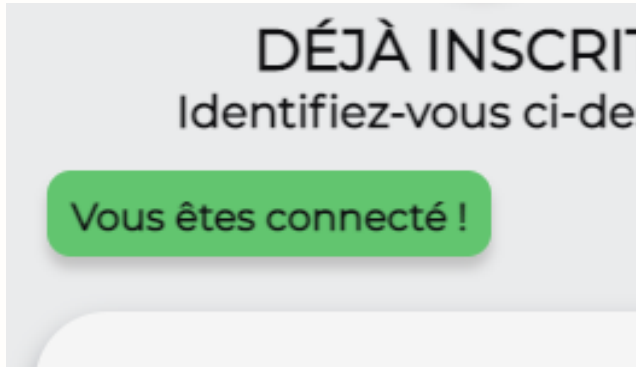 DÉJÀ INSCRIT
Identifiez-vous ci-de
Vous êtes connecté !